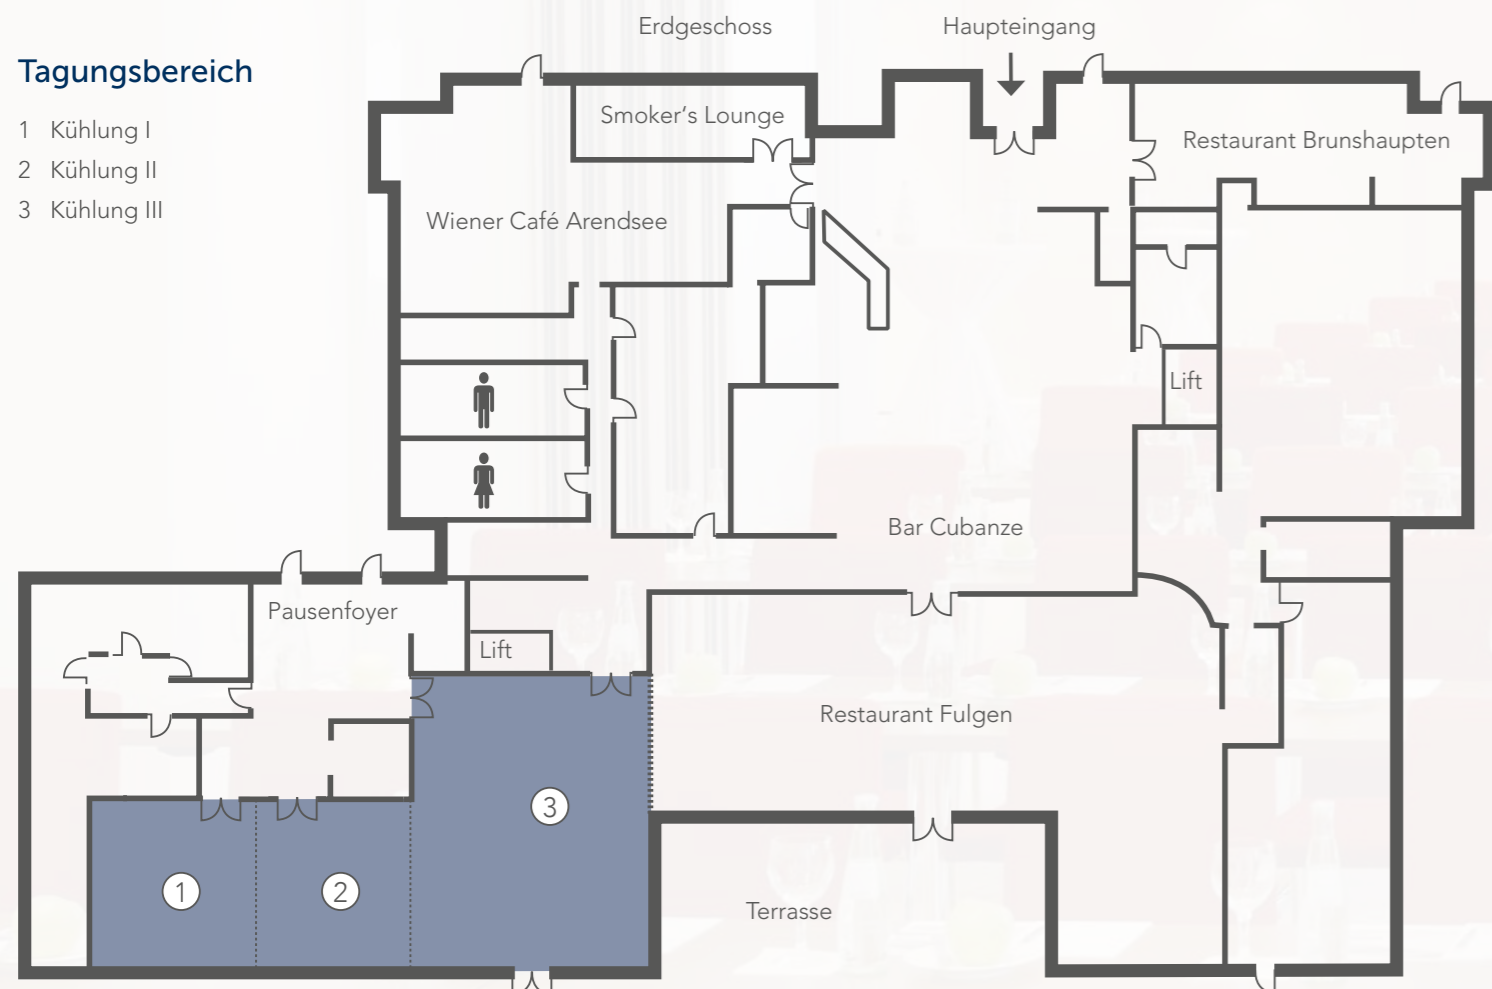 Erdgeschoss
Haupteingang
Tagungsbereich
1 Kühlung I
2 Kühlung II
3 Kühlung III
Smoker's Lounge
Restaurant Brunshaupten
Wiener Café Arendsee
Lift
Bar Cubanze
Pausenfoyer
Lift
Restaurant Fulgen
3
1
2
Terrasse